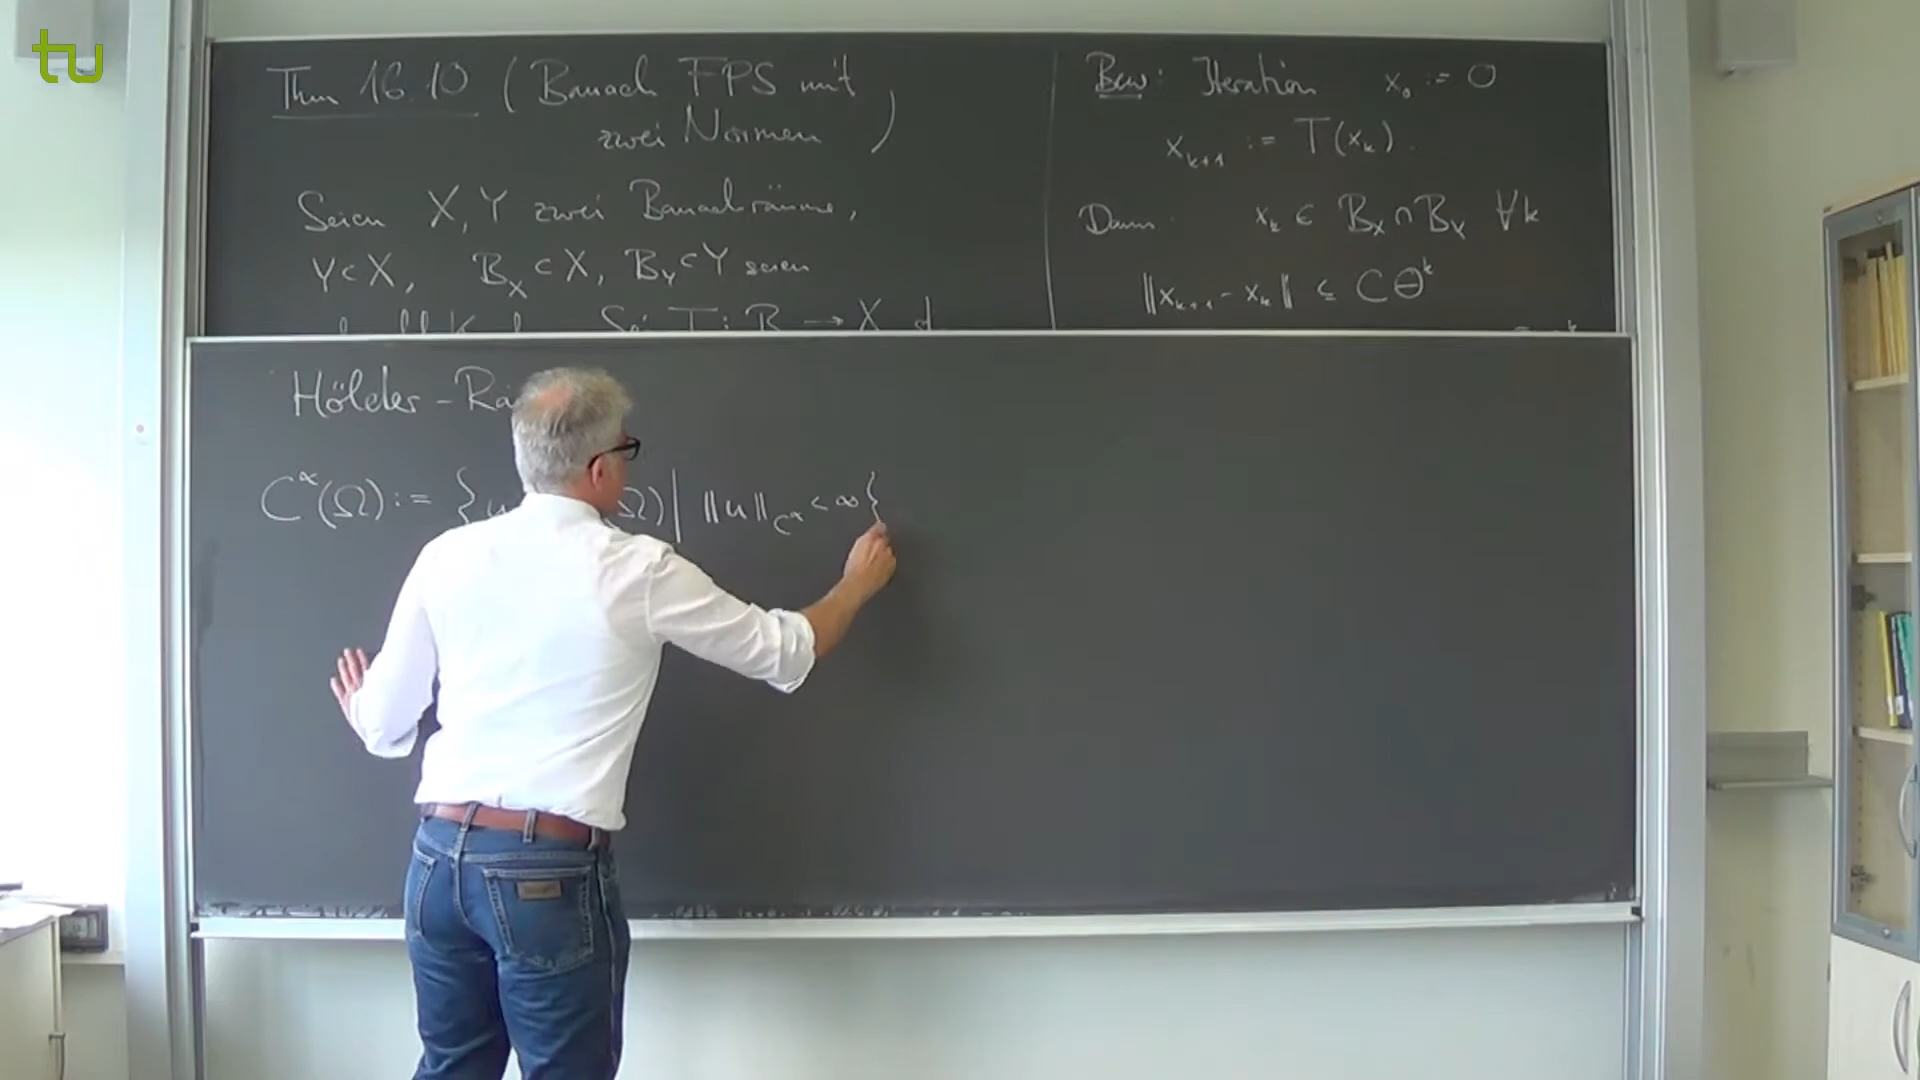 tu
Thm 16.10 (Banach FPS mit
zwei Normen)
Seien X, Y zwei Banachräume,
Y ⊂ X, B_X ⊂ X, B_Y ⊂ Y seien
Sei T : B → X
Bew: Iteration x_0 := 0
x_{k+1} := T(x_k).
Dann x_k ∈ B_X ∩ B_Y ∀k
‖x_{k+1} - x_k‖ ≤ C Θ^k
Hölder-Rä
C^α(Ω) := { u Ω) | ‖u‖_{C^α} < ∞ }